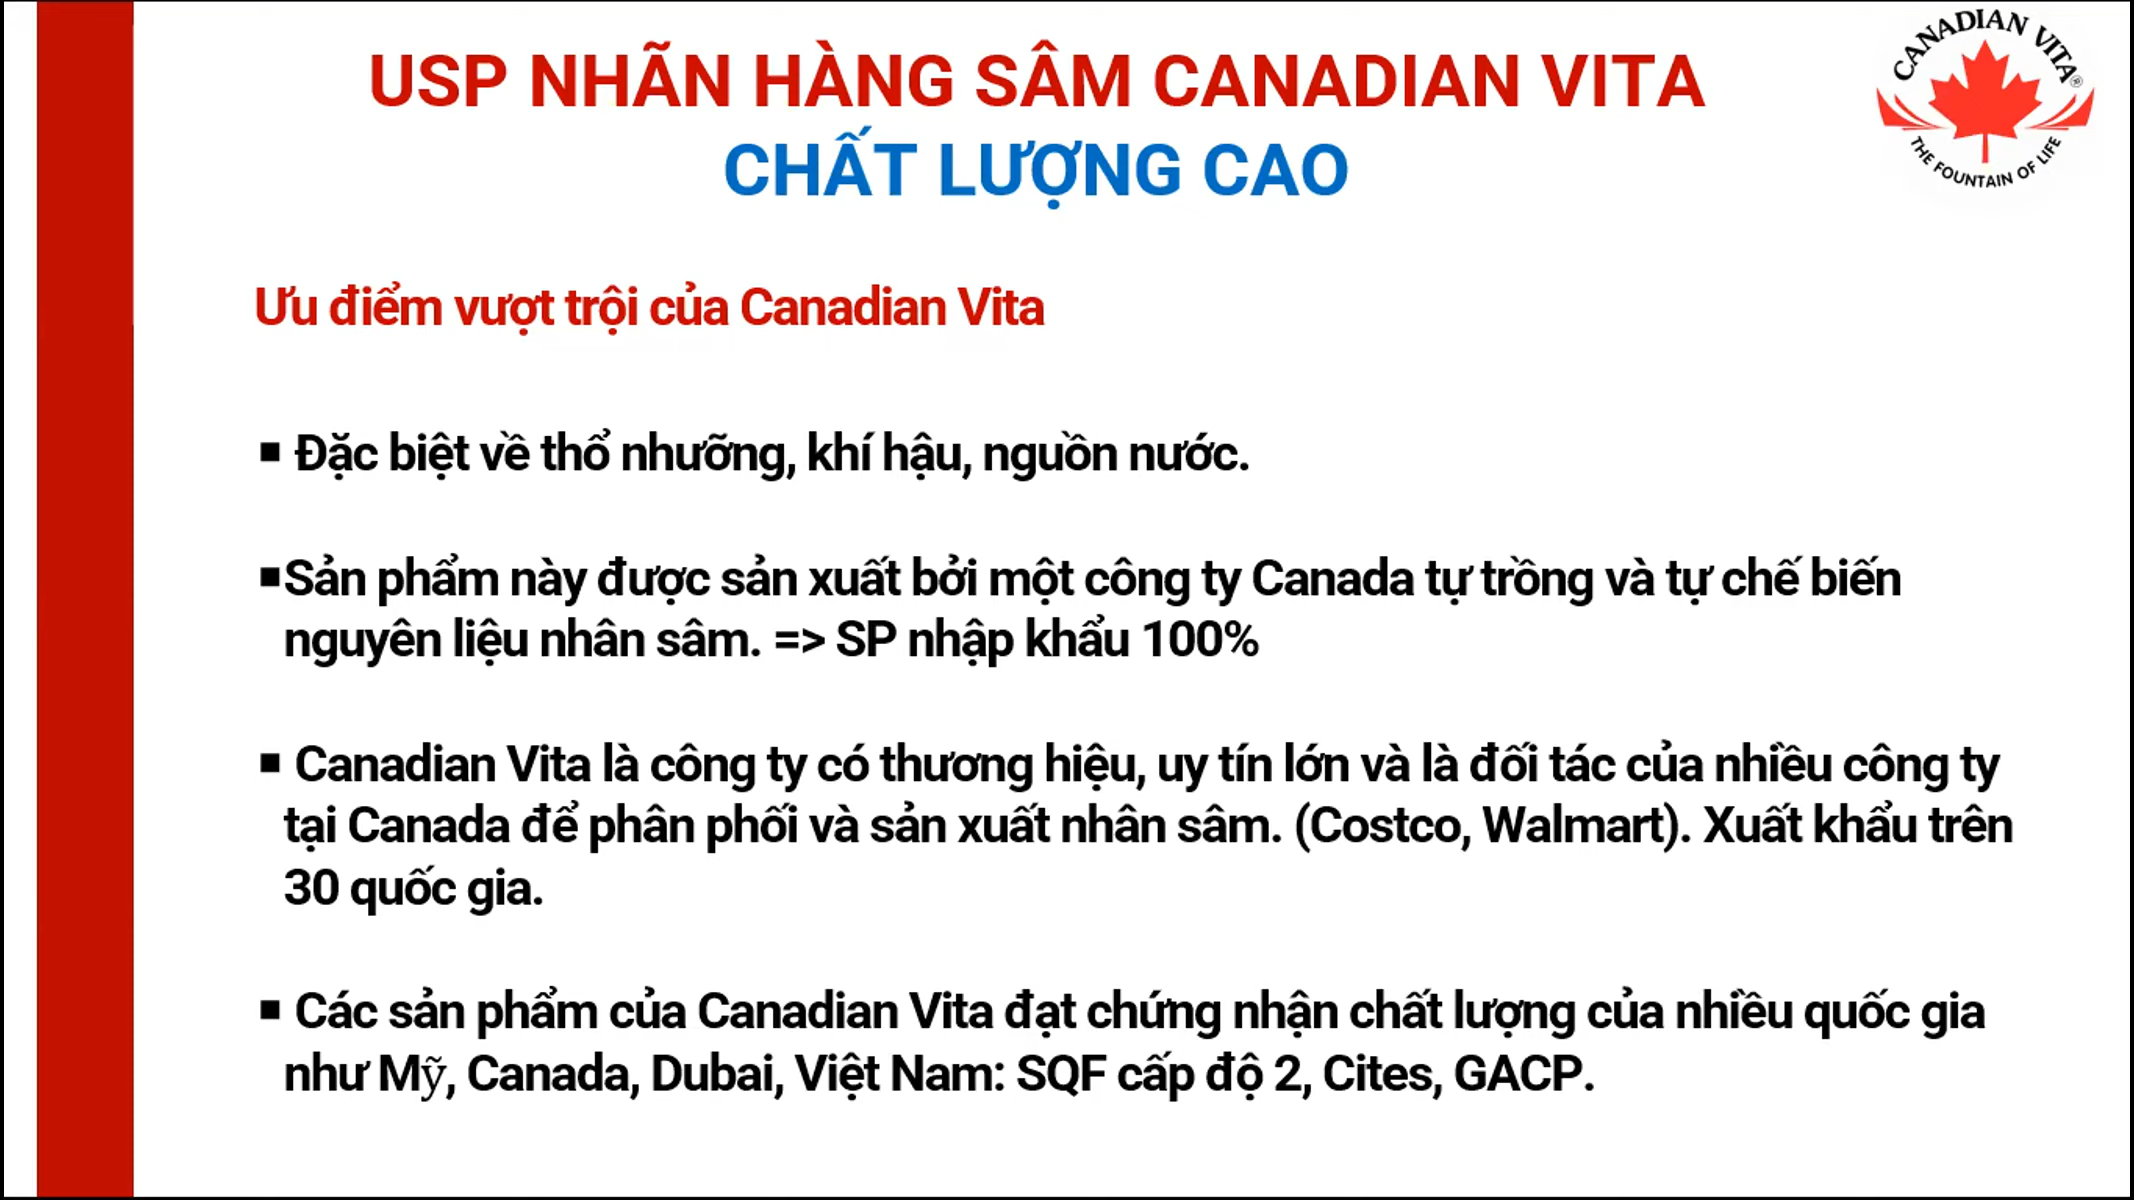 USP NHÃN HÀNG SÂM CANADIAN VITA
CHẤT LƯỢNG CAO
CANADIAN VITA®
THE FOUNTAIN OF LIFE
Ưu điểm vượt trội của Canadian Vita
▪ Đặc biệt về thổ nhưỡng, khí hậu, nguồn nước.
▪Sản phẩm này được sản xuất bởi một công ty Canada tự trồng và tự chế biến
nguyên liệu nhân sâm. => SP nhập khẩu 100%
▪ Canadian Vita là công ty có thương hiệu, uy tín lớn và là đối tác của nhiều công ty
tại Canada để phân phối và sản xuất nhân sâm. (Costco, Walmart). Xuất khẩu trên
30 quốc gia.
▪ Các sản phẩm của Canadian Vita đạt chứng nhận chất lượng của nhiều quốc gia
như Mỹ, Canada, Dubai, Việt Nam: SQF cấp độ 2, Cites, GACP.